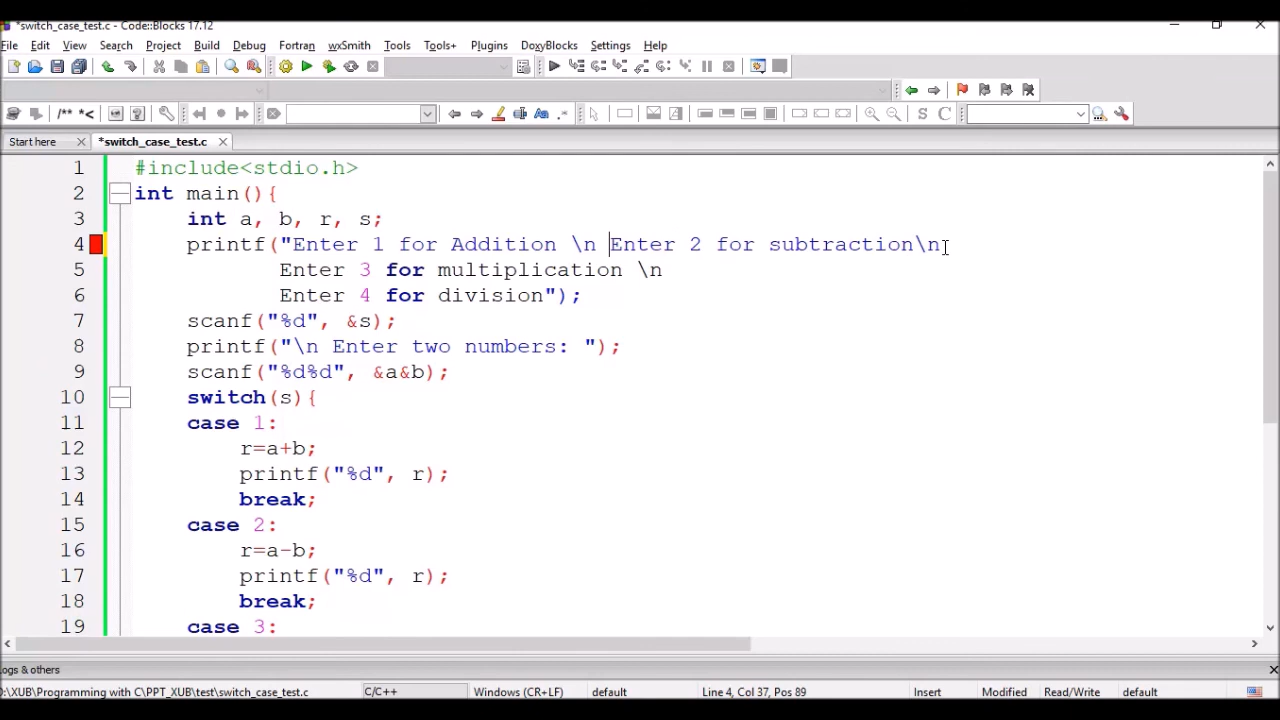 *switch_case_test.c - Code::Blocks 17.12
File Edit View Search Project Build Debug Fortran wxSmith Tools Tools+ Plugins DoxyBlocks Settings Help
/** *<
Aa .* S C
Start here *switch_case_test.c
1 #include<stdio.h>
2 int main(){
3 int a, b, r, s;
4 printf("Enter 1 for Addition \n Enter 2 for subtraction\n
5 Enter 3 for multiplication \n
6 Enter 4 for division");
7 scanf("%d", &s);
8 printf("\n Enter two numbers: ");
9 scanf("%d%d", &a&b);
10 switch(s){
11 case 1:
12 r=a+b;
13 printf("%d", r);
14 break;
15 case 2:
16 r=a-b;
17 printf("%d", r);
18 break;
19 case 3:
ogs & others
:\XUB\Programming with C\PPT_XUB\test\switch_case_test.c C/C++ Windows (CR+LF) default Line 4, Col 37, Pos 89 Insert Modified Read/Write default